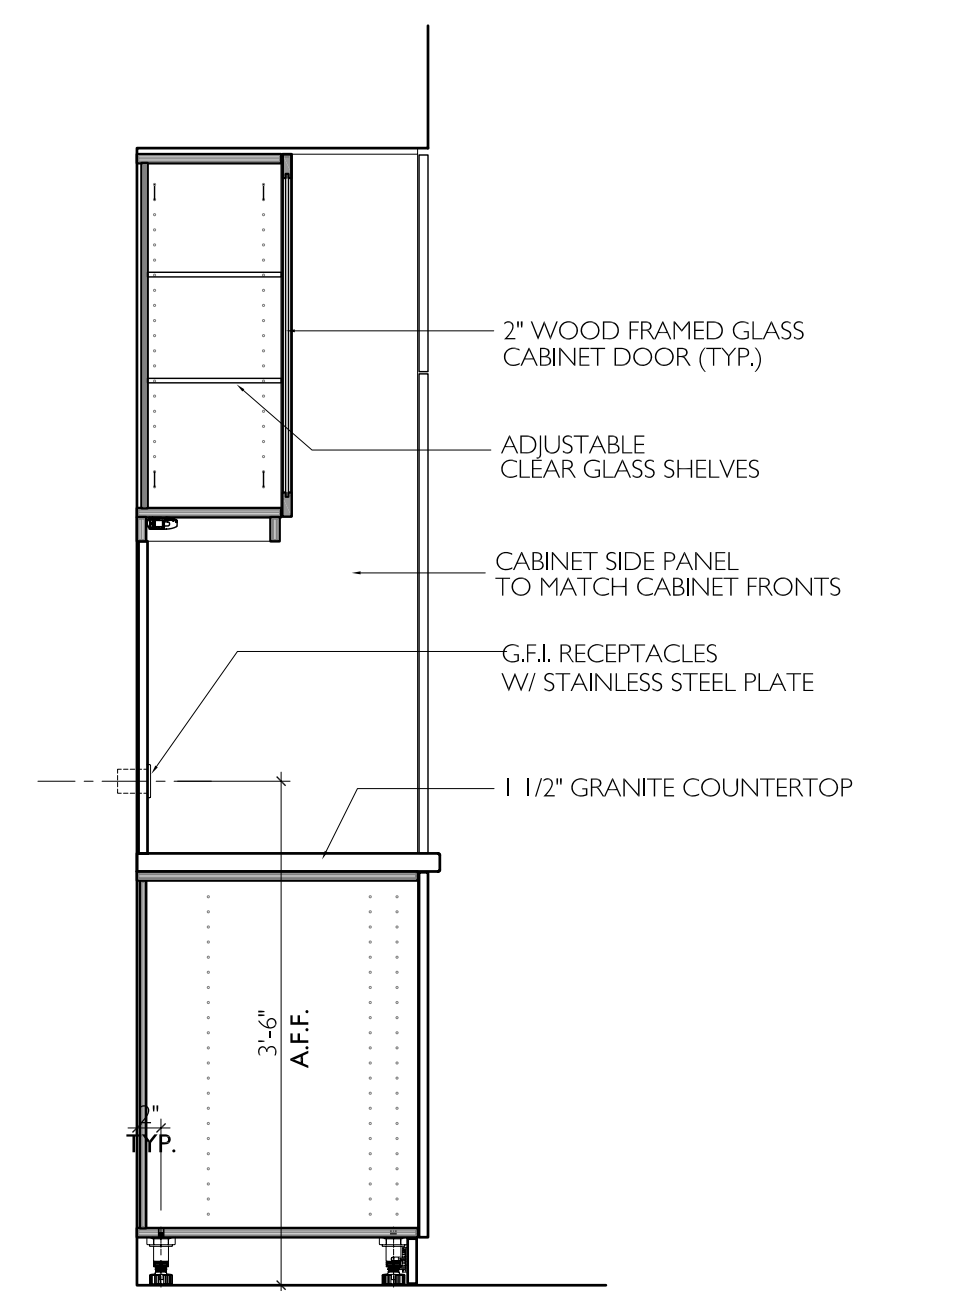 2" WOOD FRAMED GLASS
CABINET DOOR (TYP.)
ADJUSTABLE
CLEAR GLASS SHELVES
CABINET SIDE PANEL
TO MATCH CABINET FRONTS
G.F.I. RECEPTACLES
W/ STAINLESS STEEL PLATE
1 1/2" GRANITE COUNTERTOP
3'-6"
A.F.F.
2"
TYP.